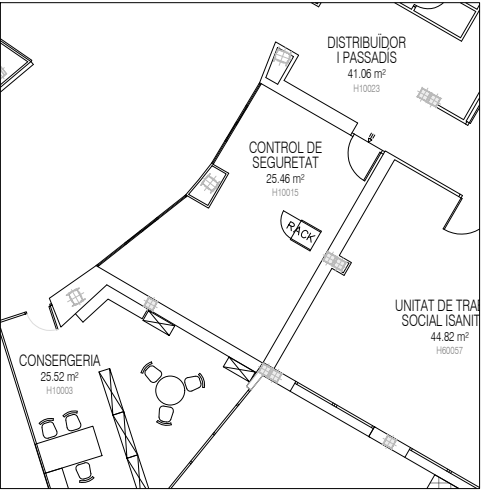 DISTRIBUÏDOR
I PASSADÍS
41.06 m²
H10023
CONTROL DE
SEGURETAT
25.46 m²
H10015
RACK
UNITAT DE TRA
SOCIAL ISANIT
44.82 m²
H60057
CONSERGERIA
25.52 m²
H10003